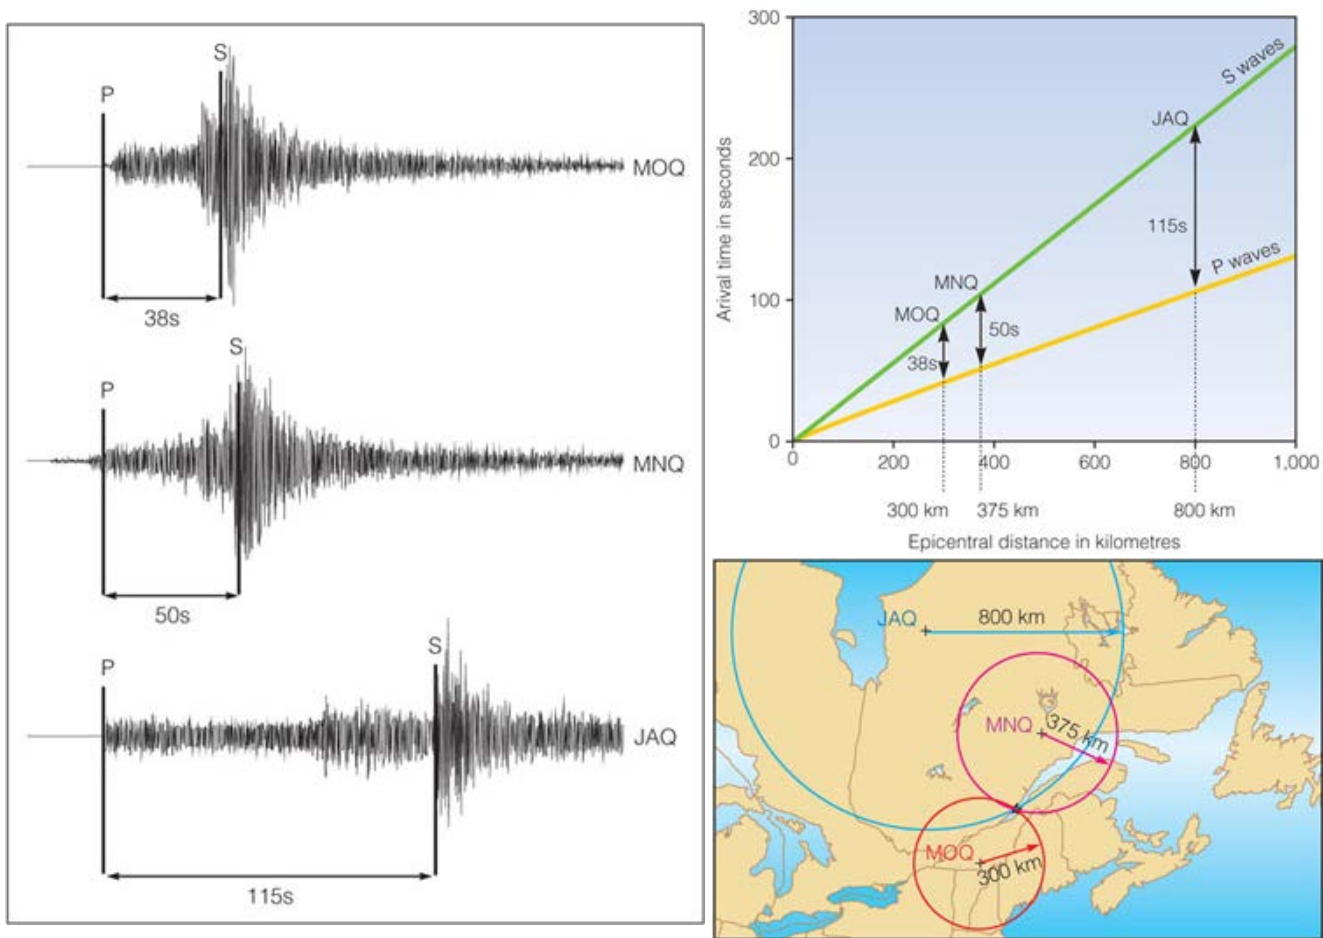 S
P
MOQ
38s
S
P
MNQ
50s
S
P
JAQ
115s
300
200
100
0
Arival time in seconds
S waves
JAQ
115s
P waves
MNQ
MOQ
50s
38s
0
200
400
600
800
1,000
300 km
375 km
800 km
Epicentral distance in kilometres
JAQ
800 km
MNQ
375 km
MOQ
300 km